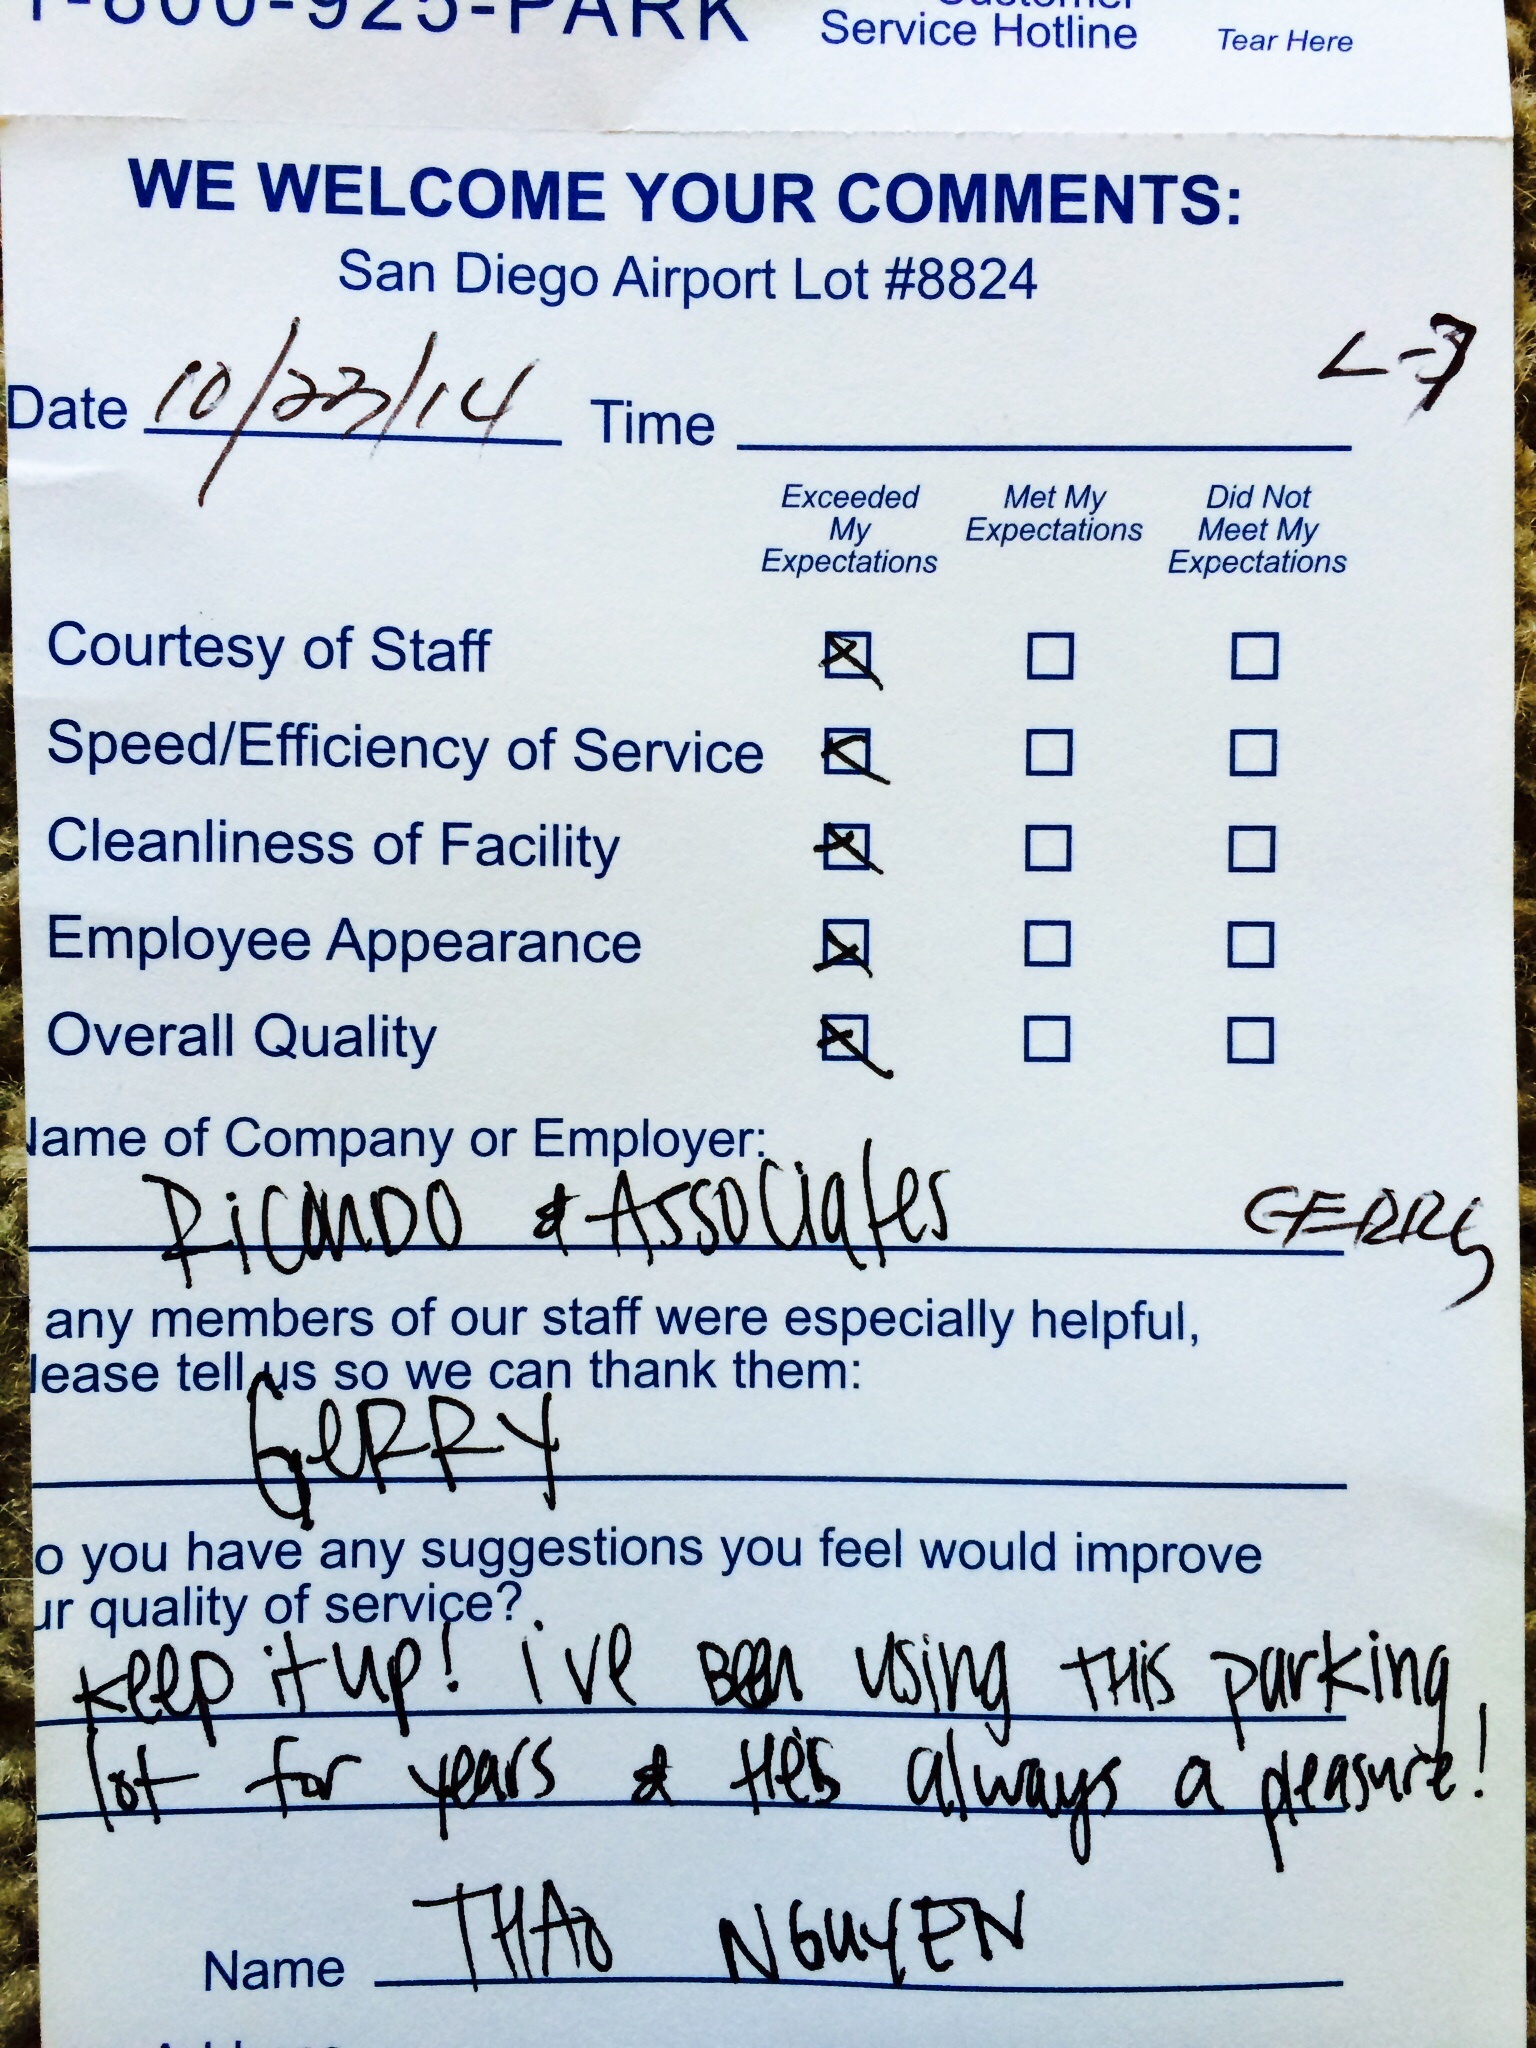 1-800-925-PARK Customer
Service Hotline Tear Here
WE WELCOME YOUR COMMENTS:
San Diego Airport Lot #8824
L-7
Date 10/23/14 Time
Exceeded My Expectations
Met My Expectations
Did Not Meet My Expectations
Courtesy of Staff
Speed/Efficiency of Service
Cleanliness of Facility
Employee Appearance
Overall Quality
Name of Company or Employer:
Ricardo & Associates GERRY
any members of our staff were especially helpful,
lease tell us so we can thank them:
Gerry
o you have any suggestions you feel would improve
ur quality of service?
keep it up! i've been using this parking
lot for years & it's always a pleasure!
Name THAO NGUYEN